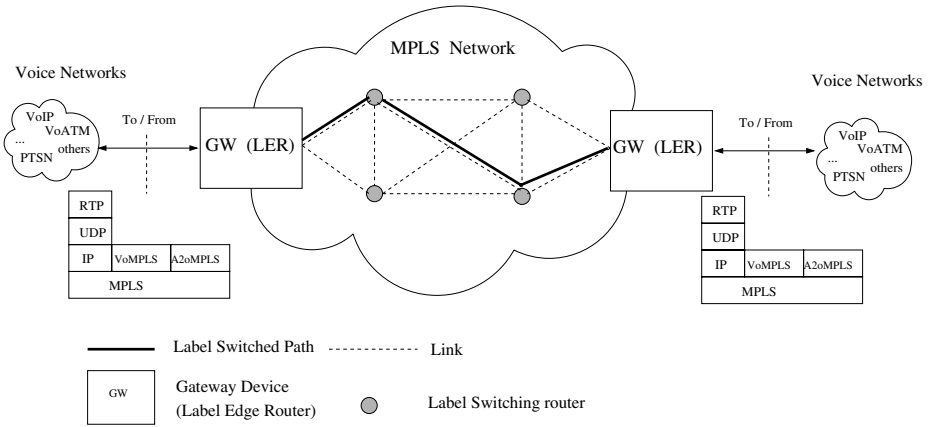 MPLS Network
Voice Networks
VoIP
VoATM
...
others
PTSN
To / From
GW (LER)
RTP
UDP
IP
VoMPLS
A2oMPLS
MPLS
GW (LER)
To / From
Voice Networks
VoIP
VoATM
...
others
PTSN
RTP
UDP
IP
VoMPLS
A2oMPLS
MPLS
Label Switched Path
Link
GW
Gateway Device
(Label Edge Router)
Label Switching router